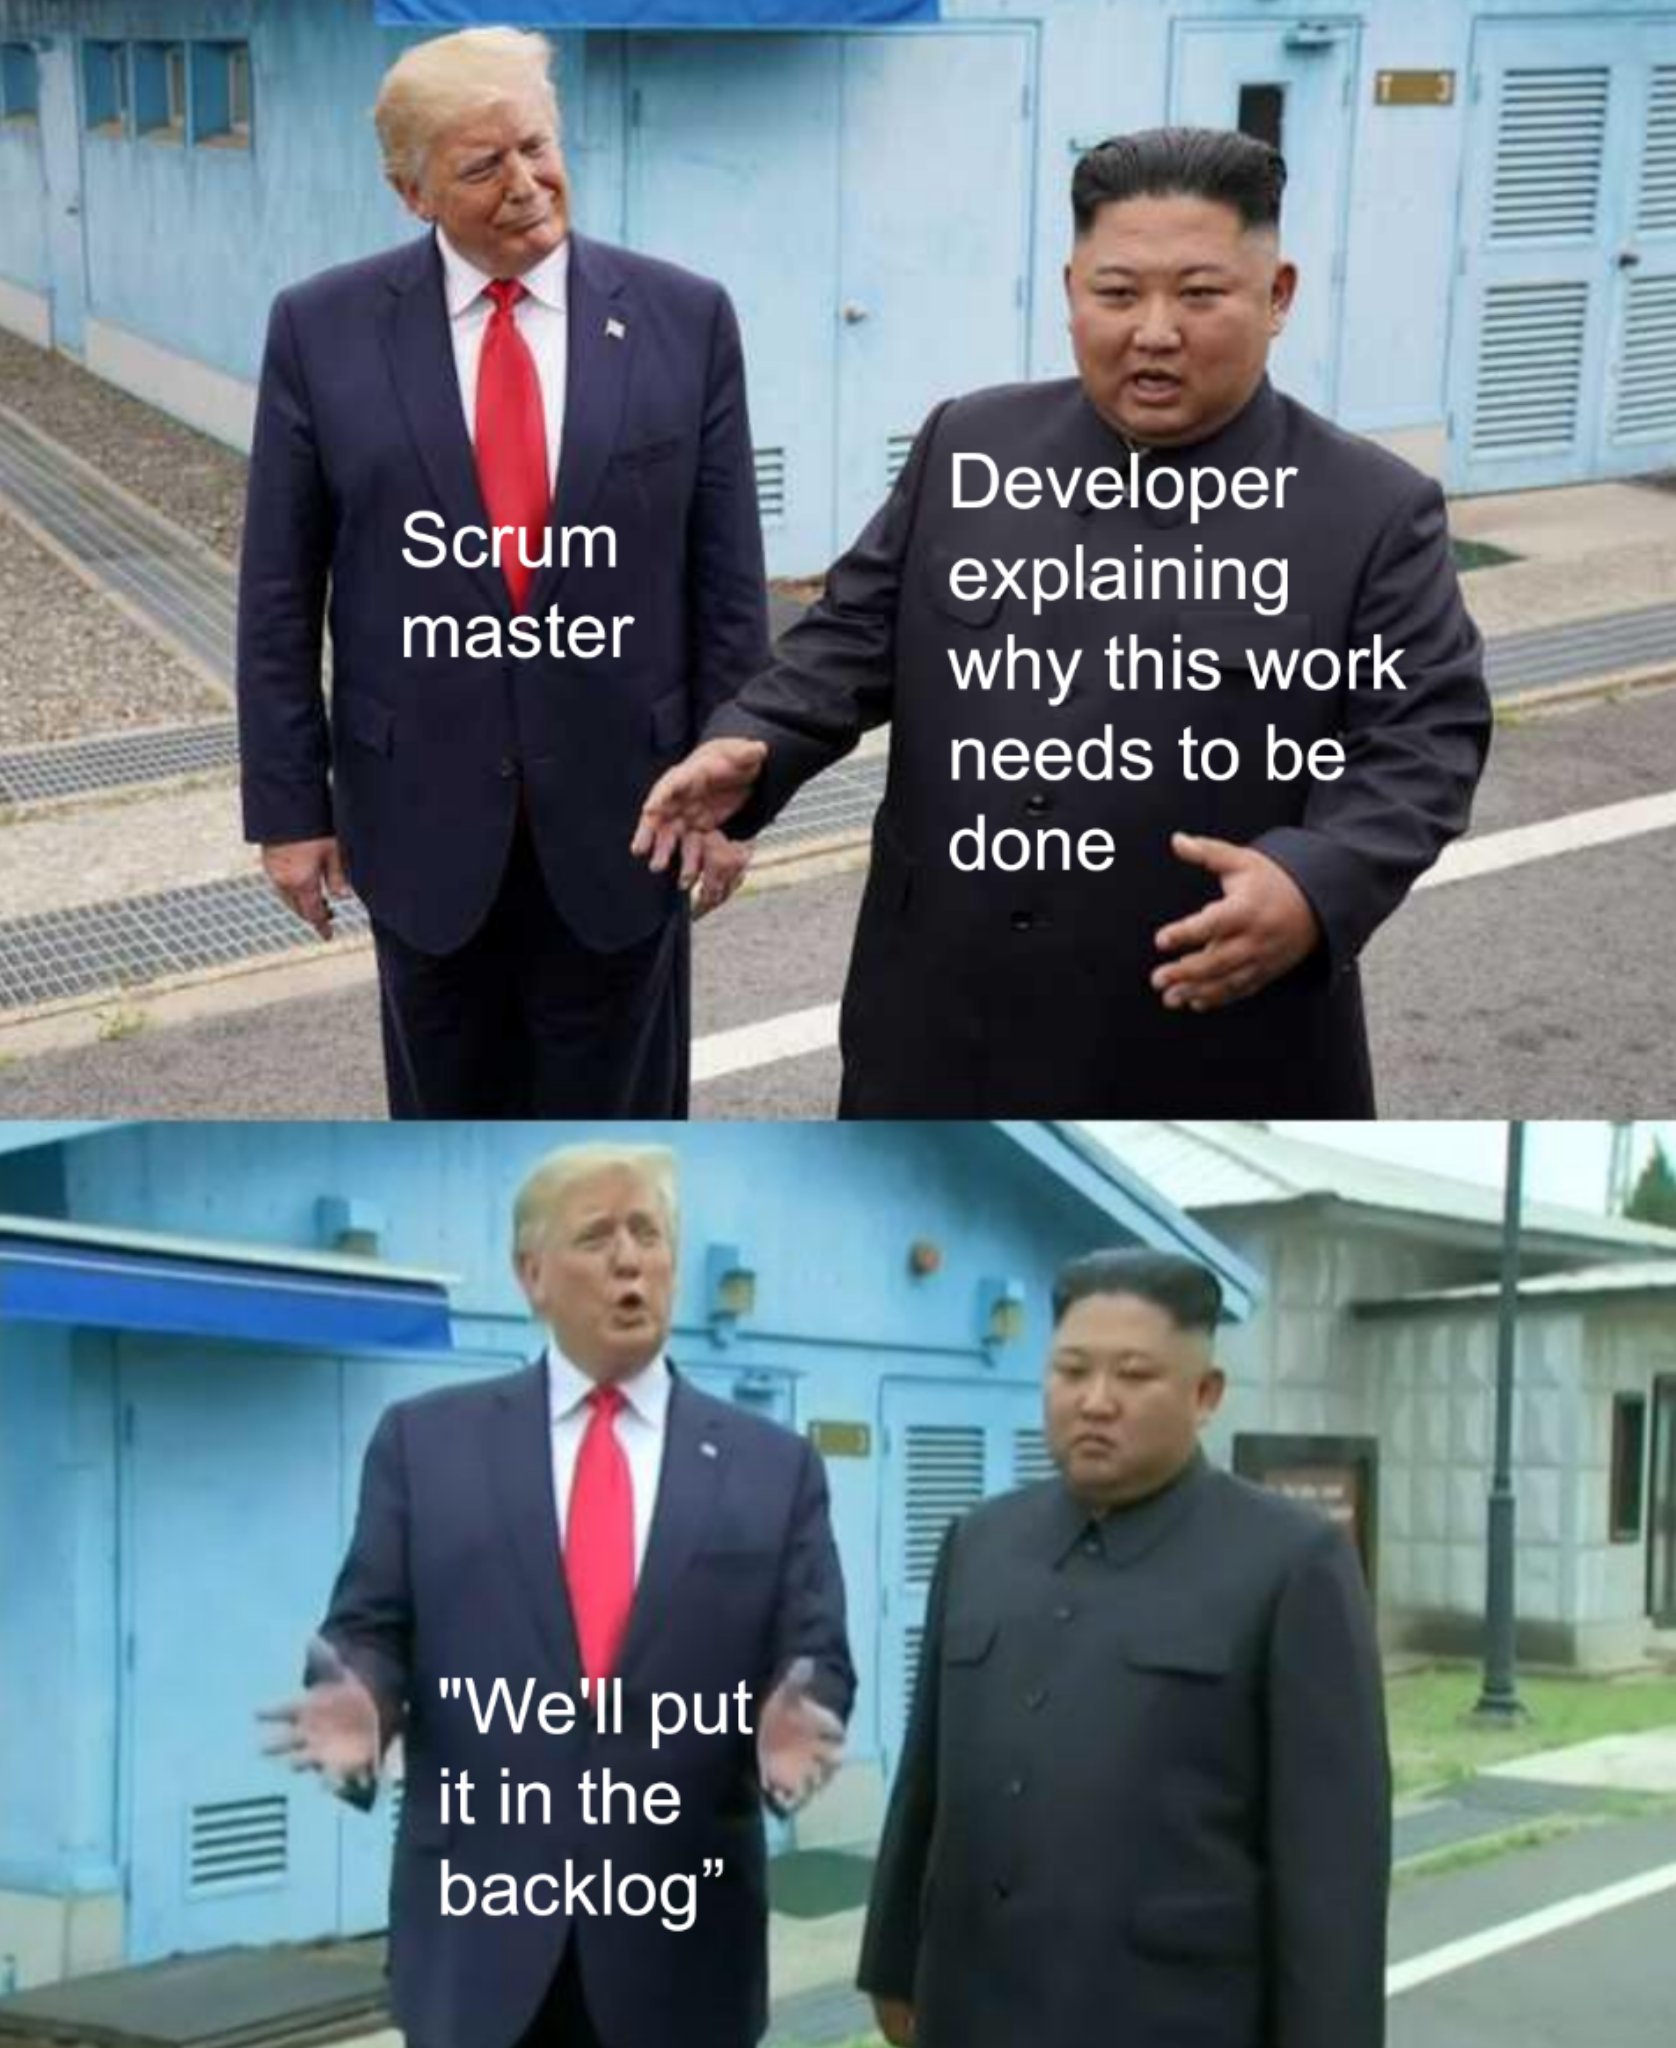 Scrum
master
Developer
explaining
why this work
needs to be
done
"We'll put
it in the
backlog”